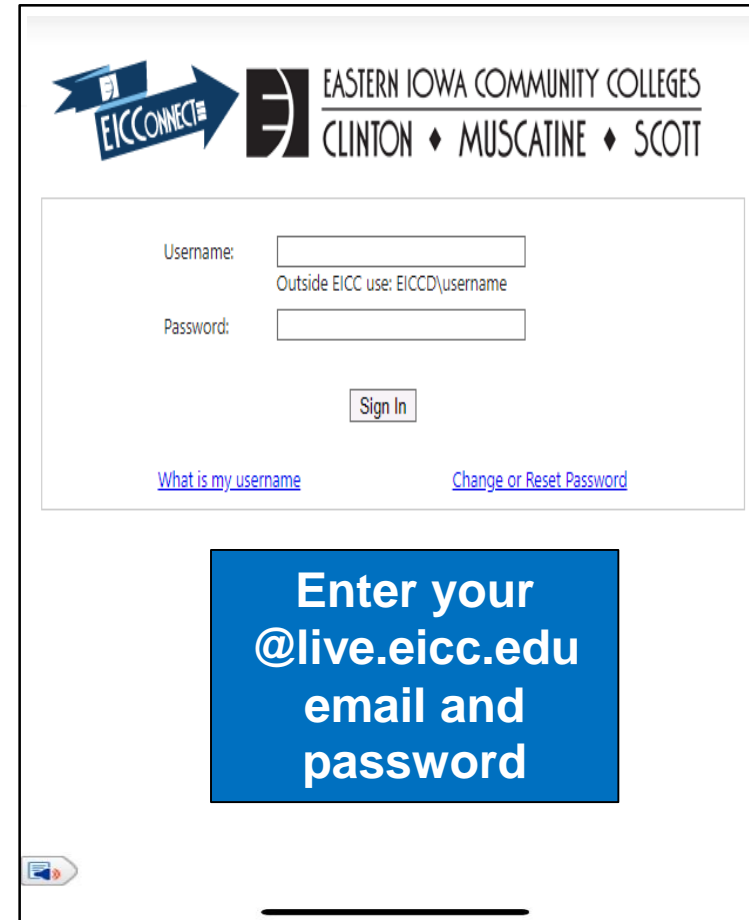 EICCONNECT
EASTERN IOWA COMMUNITY COLLEGES
CLINTON ♦ MUSCATINE ♦ SCOTT
Username:
Outside EICC use: EICCD\username
Password:
Sign In
What is my username Change or Reset Password
Enter your
@live.eicc.edu
email and
password